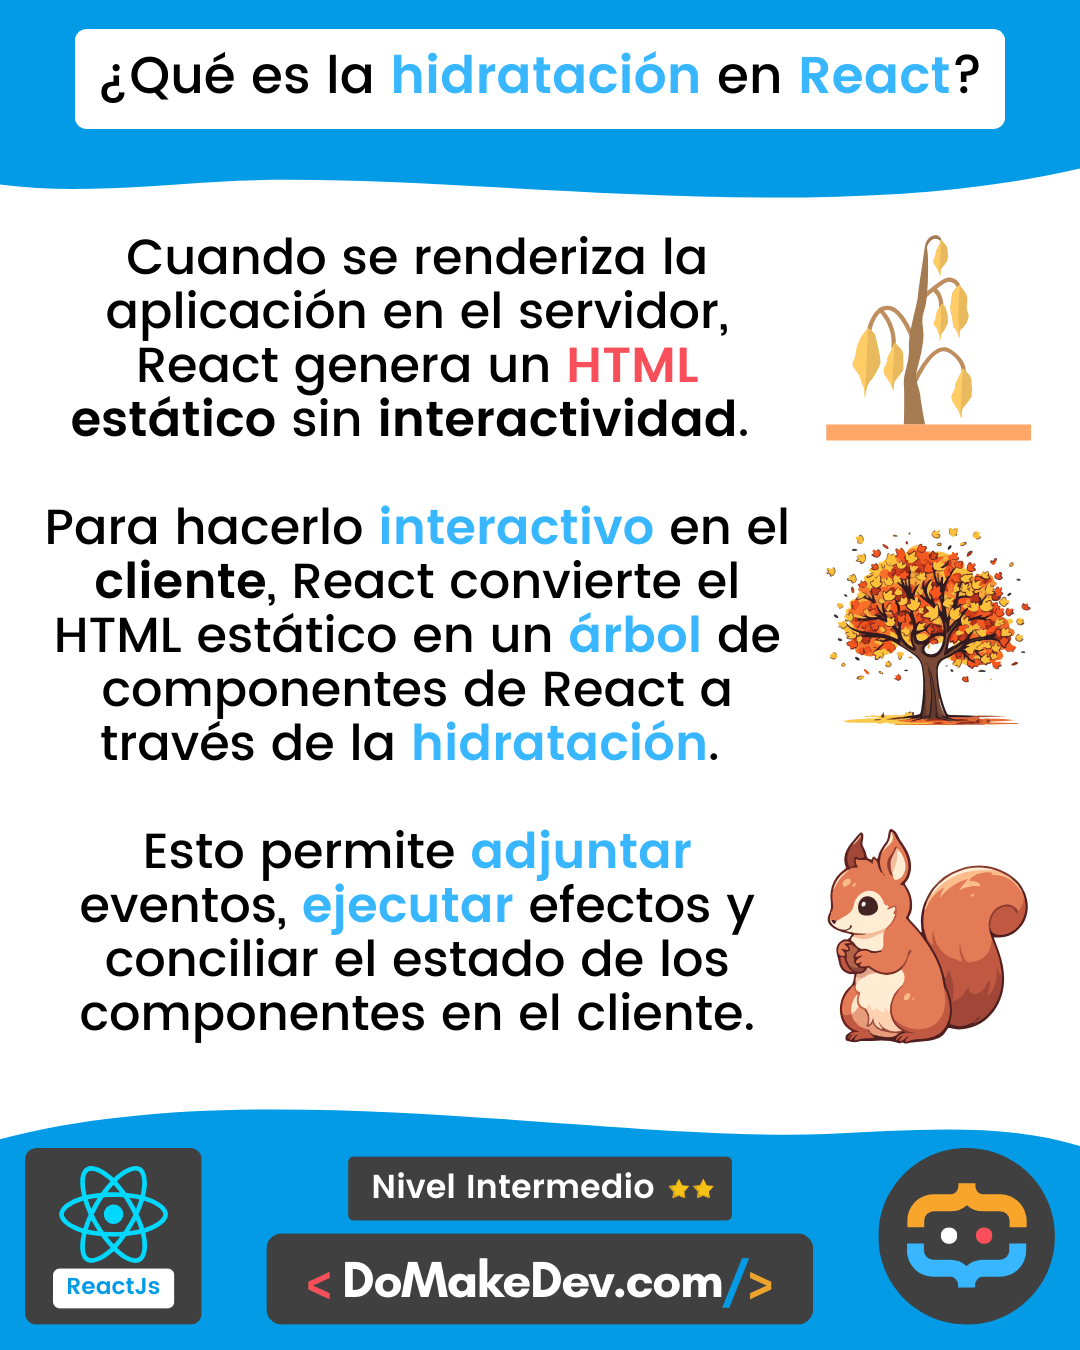 ¿Qué es la hidratación en React?
Cuando se renderiza la
aplicación en el servidor,
React genera un HTML
estático sin interactividad.
Para hacerlo interactivo en el
cliente, React convierte el
HTML estático en un árbol de
componentes de React a
través de la hidratación.
Esto permite adjuntar
eventos, ejecutar efectos y
conciliar el estado de los
componentes en el cliente.
Nivel Intermedio
ReactJs
< DoMakeDev.com/>